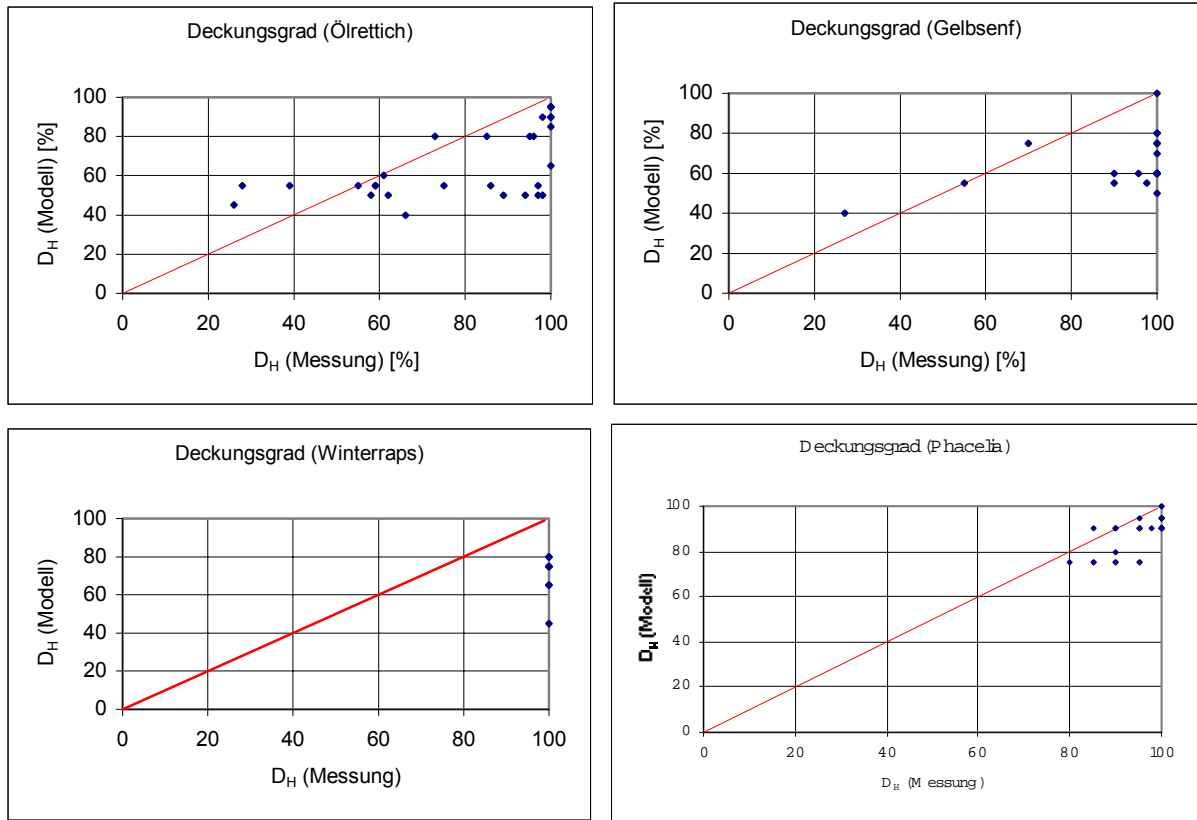 Deckungsgrad (Ölrettich)
D_H (Modell) [%]
100
80
60
40
20
0
0 20 40 60 80 100
D_H (Messung) [%]
Deckungsgrad (Gelbsenf)
D_H (Modell) [%]
100
80
60
40
20
0
0 20 40 60 80 100
D_H (Messung) [%]
Deckungsgrad (Winterraps)
D_H (Modell)
100
80
60
40
20
0
0 20 40 60 80 100
D_H (Messung)
Deckungsgrad (Phacelia)
D_H (Modell)
100
80
60
40
20
0
0 20 40 60 80 100
D_H (Messung)